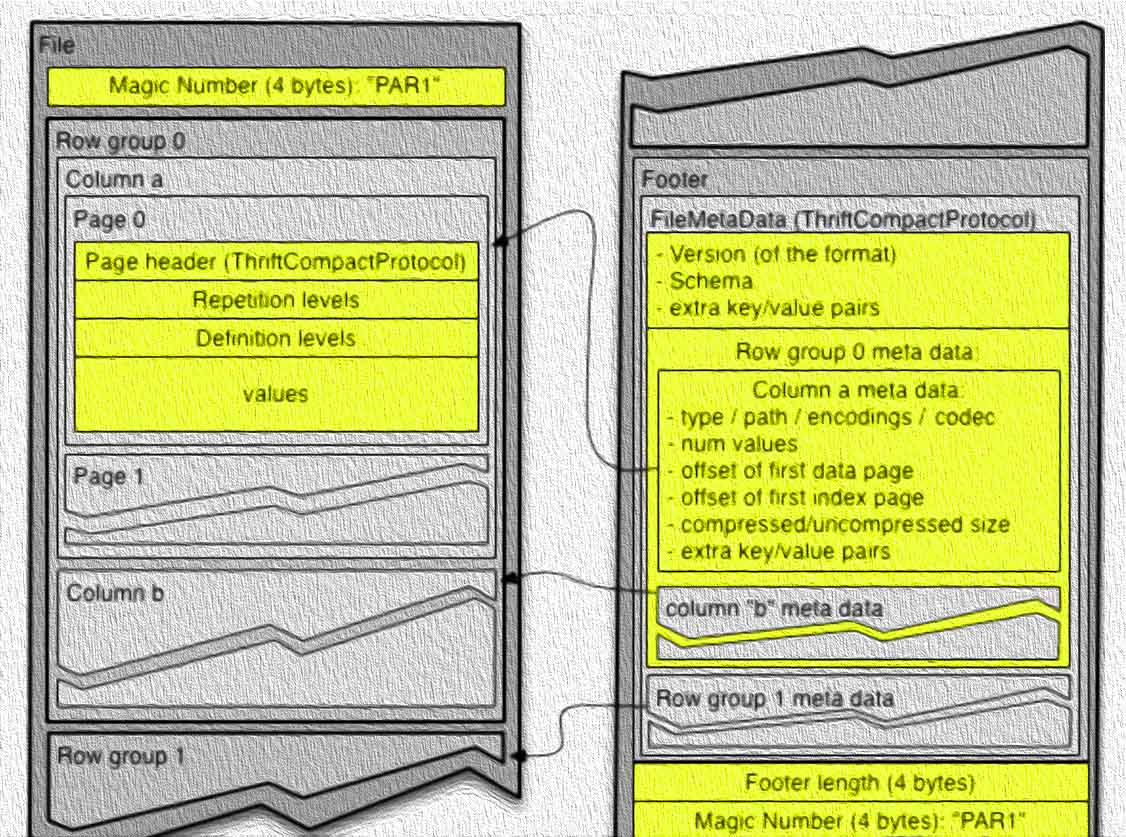 File
Magic Number (4 bytes): "PAR1"
Row group 0
Column a
Page 0
Page header (ThriftCompactProtocol)
Repetition levels
Definition levels
values
Page 1
Column b
Row group 1
Footer
FileMetaData (ThriftCompactProtocol)
- Version (of the format)
- Schema
- extra key/value pairs
Row group 0 meta data:
Column a meta data:
- type / path / encodings / codec
- num values
- offset of first data page
- offset of first index page
- compressed/uncompressed size
- extra key/value pairs
column "b" meta data
Row group 1 meta data
Footer length (4 bytes)
Magic Number (4 bytes): "PAR1"